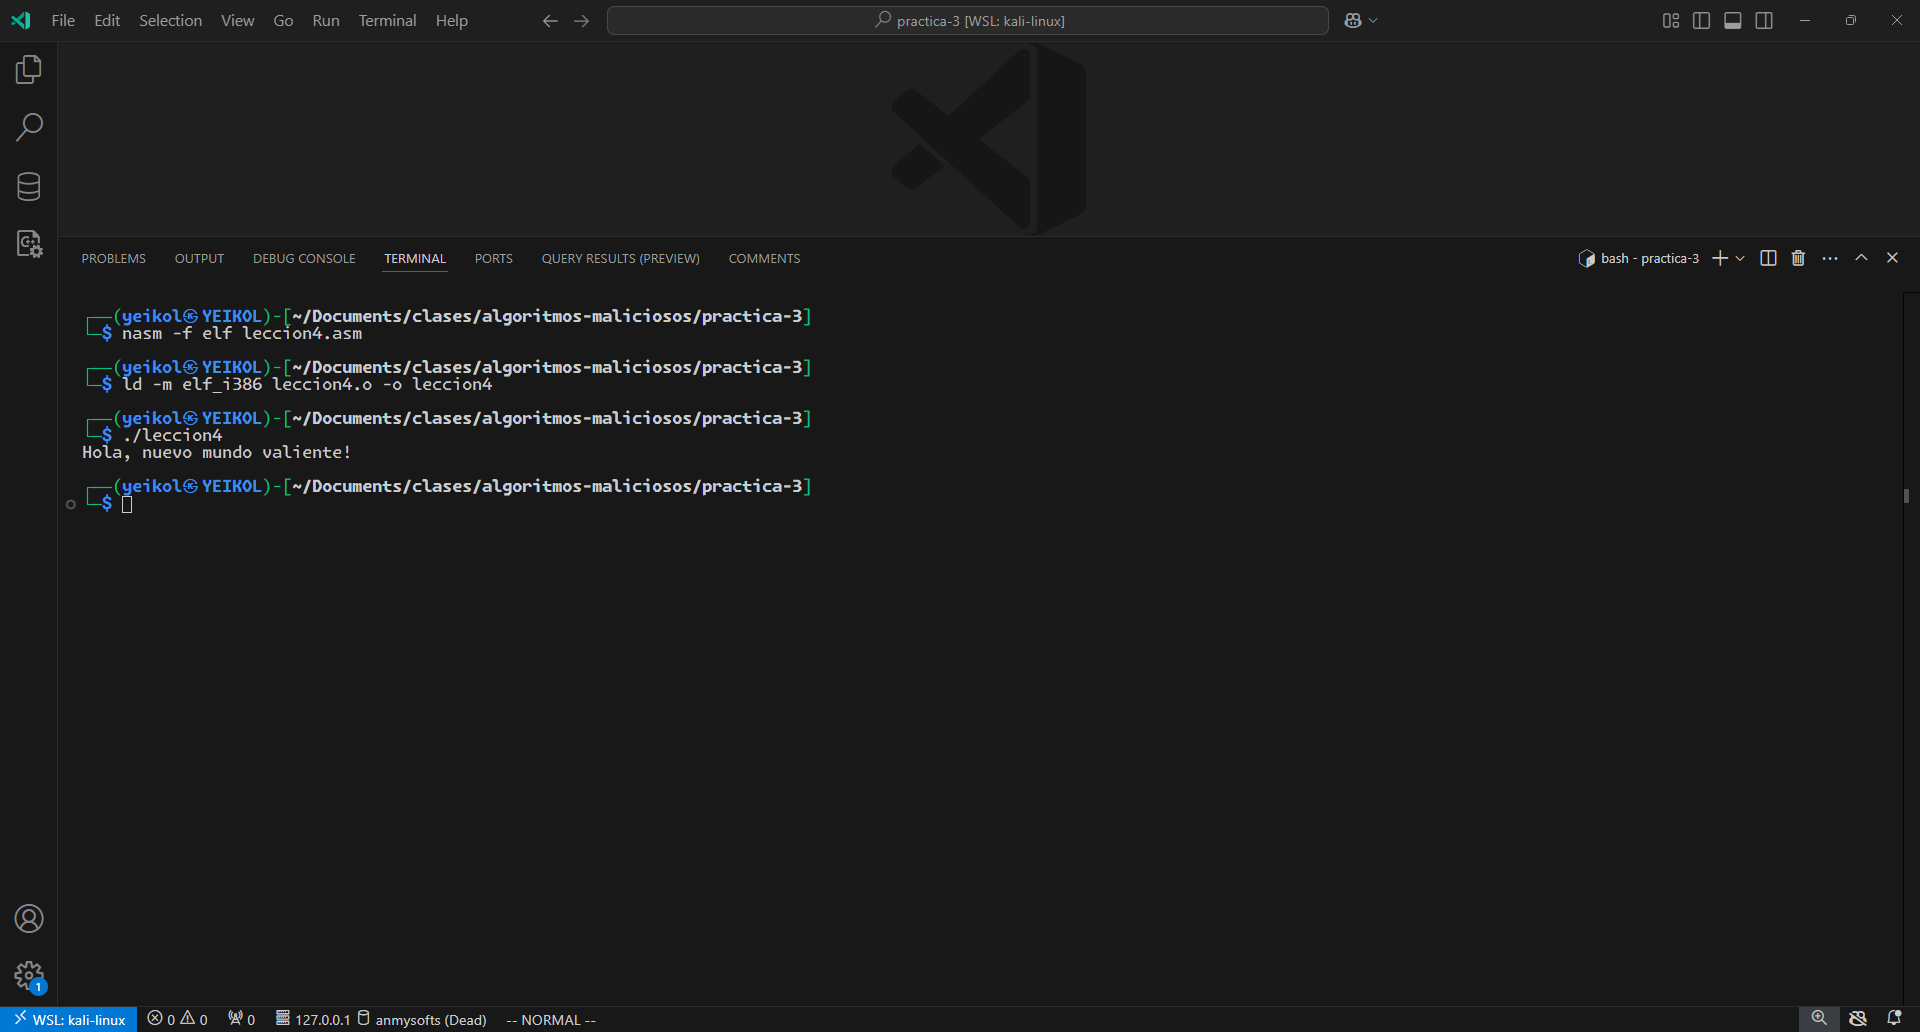 File Edit Selection View Go Run Terminal Help
practica-3 [WSL: kali-linux]
PROBLEMS OUTPUT DEBUG CONSOLE TERMINAL PORTS QUERY RESULTS (PREVIEW) COMMENTS
bash - practica-3
┌──(yeikol㉿YEIKOL)-[~/Documents/clases/algoritmos-maliciosos/practica-3]
└─$ nasm -f elf leccion4.asm
┌──(yeikol㉿YEIKOL)-[~/Documents/clases/algoritmos-maliciosos/practica-3]
└─$ ld -m elf_i386 leccion4.o -o leccion4
┌──(yeikol㉿YEIKOL)-[~/Documents/clases/algoritmos-maliciosos/practica-3]
└─$ ./leccion4
Hola, nuevo mundo valiente!
┌──(yeikol㉿YEIKOL)-[~/Documents/clases/algoritmos-maliciosos/practica-3]
└─$
1
WSL: kali-linux 0 0 0 127.0.0.1 anmysofts (Dead) -- NORMAL --